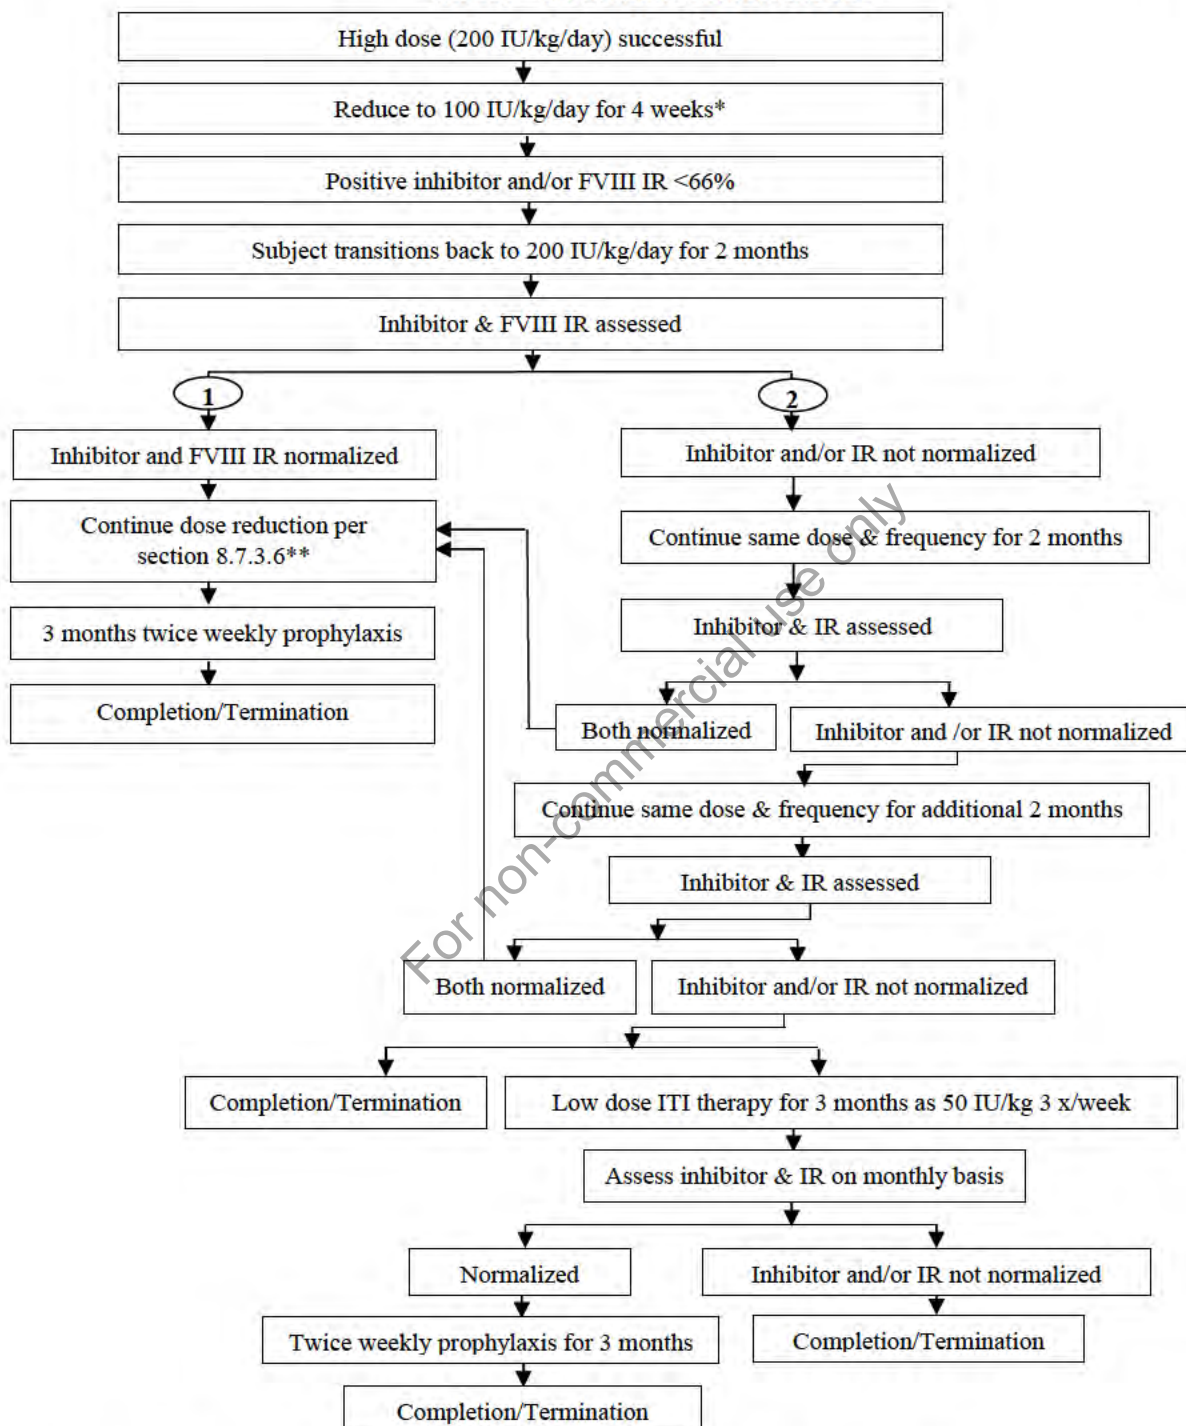 High dose (200 IU/kg/day) successful
Reduce to 100 IU/kg/day for 4 weeks*
Positive inhibitor and/or FVIII IR <66%
Subject transitions back to 200 IU/kg/day for 2 months
Inhibitor & FVIII IR assessed
1
2
Inhibitor and FVIII IR normalized
Inhibitor and/or IR not normalized
Continue dose reduction per
section 8.7.3.6**
Continue same dose & frequency for 2 months
3 months twice weekly prophylaxis
Inhibitor & IR assessed
Completion/Termination
Both normalized
Inhibitor and /or IR not normalized
Continue same dose & frequency for additional 2 months
Inhibitor & IR assessed
Both normalized
Inhibitor and/or IR not normalized
Completion/Termination
Low dose ITI therapy for 3 months as 50 IU/kg 3 x/week
Assess inhibitor & IR on monthly basis
Normalized
Inhibitor and/or IR not normalized
Twice weekly prophylaxis for 3 months
Completion/Termination
Completion/Termination
For non-commercial use only